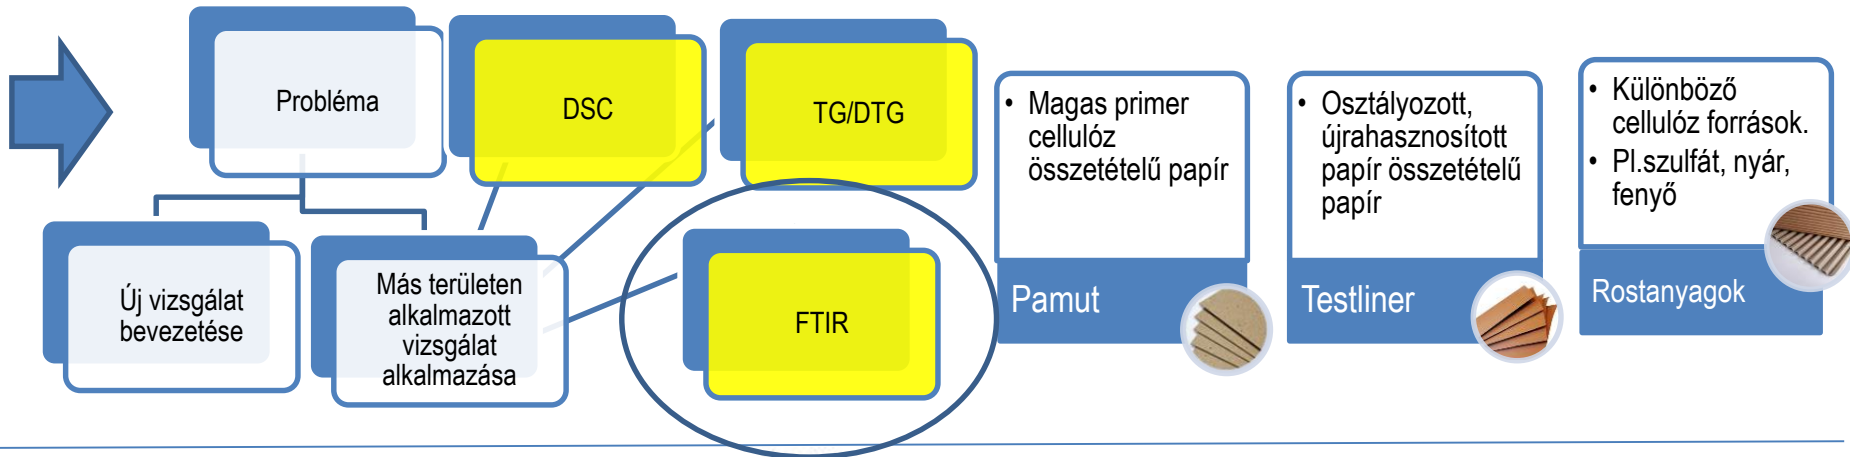 Probléma
DSC
TG/DTG
Új vizsgálat
bevezetése
Más területen
alkalmazott
vizsgálat
alkalmazása
FTIR
• Magas primer
cellulóz
összetételű papír
Pamut
• Osztályozott,
újrahasznosított
papír összetételű
papír
Testliner
• Különböző
cellulóz források.
• Pl.szulfát, nyár,
fenyő
Rostanyagok